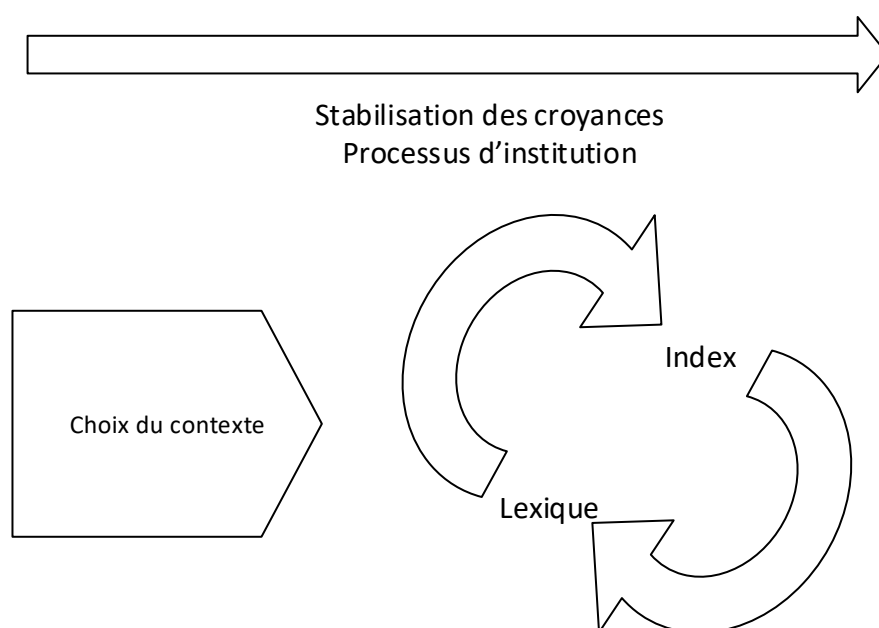 Stabilisation des croyances
Processus d’institution
Index
Choix du contexte
Lexique